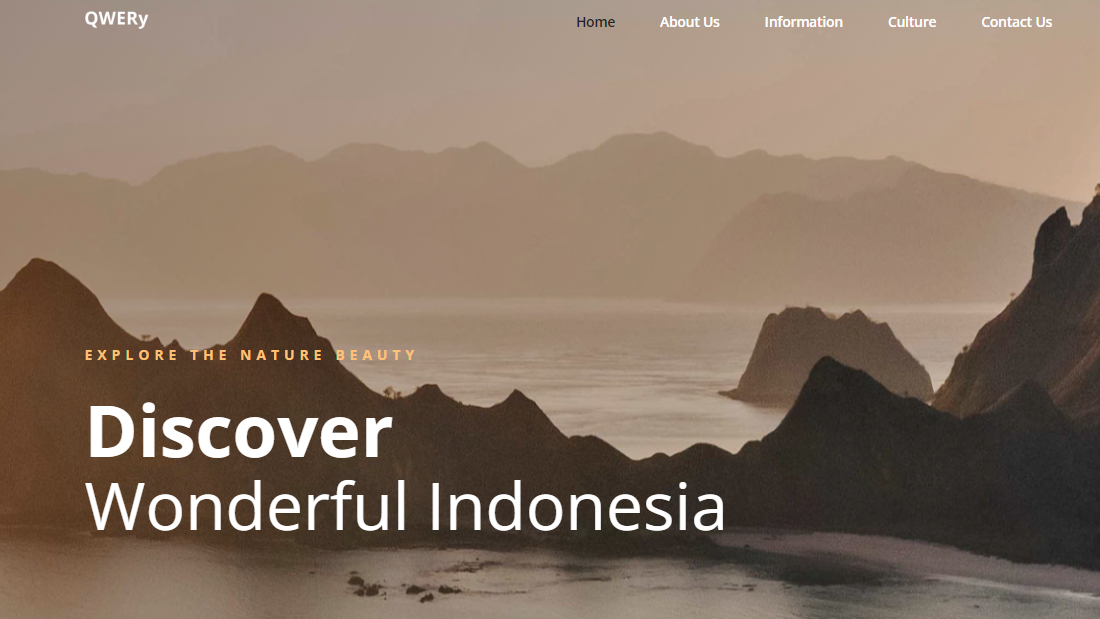 QWERy
Home About Us Information Culture Contact Us
EXPLORE THE NATURE BEAUTY
Discover
Wonderful Indonesia